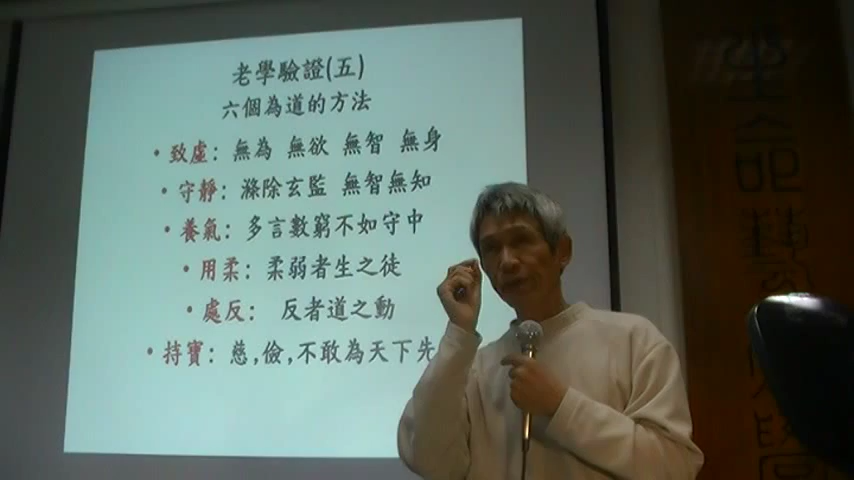 老學驗證(五)
六個為道的方法
• 致虛: 無為 無欲 無智 無身
• 守靜: 滌除玄監 無智無知
• 養氣: 多言數窮不如守中
• 用柔: 柔弱者生之徒
• 處反: 反者道之動
• 持寶: 慈,儉,不敢為天下先
命